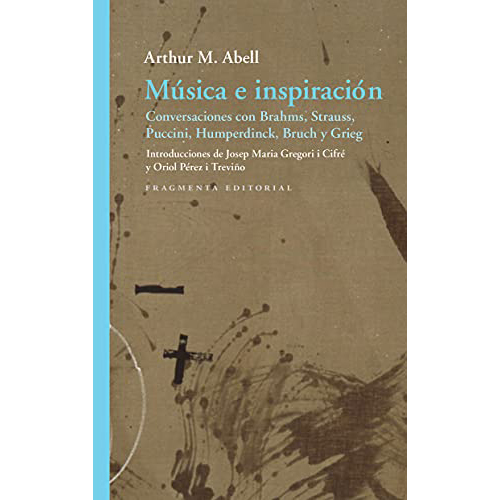 Arthur M. Abell
Música e inspiración
Conversaciones con Brahms, Strauss,
Puccini, Humperdinck, Bruch y Grieg
Introducciones de Josep Maria Gregori i Cifré
y Oriol Pérez i Treviño
FRAGMENTA EDITORIAL